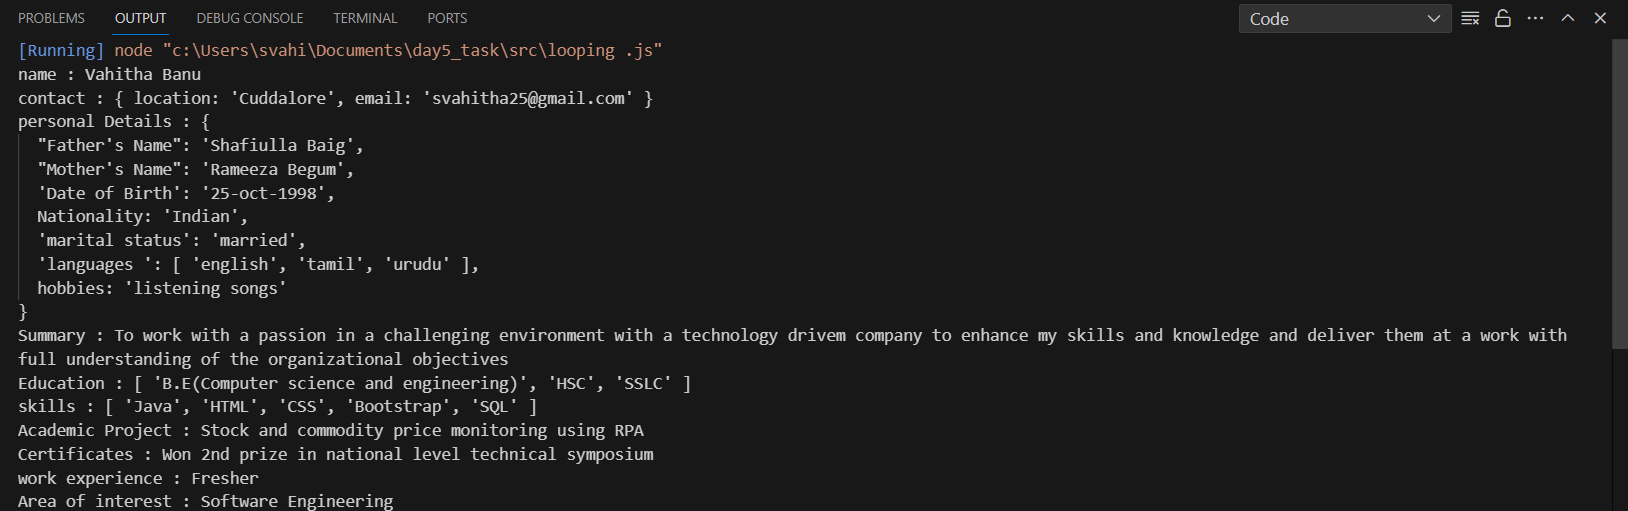 PROBLEMS OUTPUT DEBUG CONSOLE TERMINAL PORTS Code
[Running] node "c:\Users\svahi\Documents\day5_task\src\looping .js"
name : Vahitha Banu
contact : { location: 'Cuddalore', email: 'svahitha25@gmail.com' }
personal Details : {
  "Father's Name": 'Shafiulla Baig',
  "Mother's Name": 'Rameeza Begum',
  'Date of Birth': '25-oct-1998',
  Nationality: 'Indian',
  'marital status': 'married',
  'languages ': [ 'english', 'tamil', 'urudu' ],
  hobbies: 'listening songs'
}
Summary : To work with a passion in a challenging environment with a technology drivem company to enhance my skills and knowledge and deliver them at a work with
full understanding of the organizational objectives
Education : [ 'B.E(Computer science and engineering)', 'HSC', 'SSLC' ]
skills : [ 'Java', 'HTML', 'CSS', 'Bootstrap', 'SQL' ]
Academic Project : Stock and commodity price monitoring using RPA
Certificates : Won 2nd prize in national level technical symposium
work experience : Fresher
Area of interest : Software Engineering